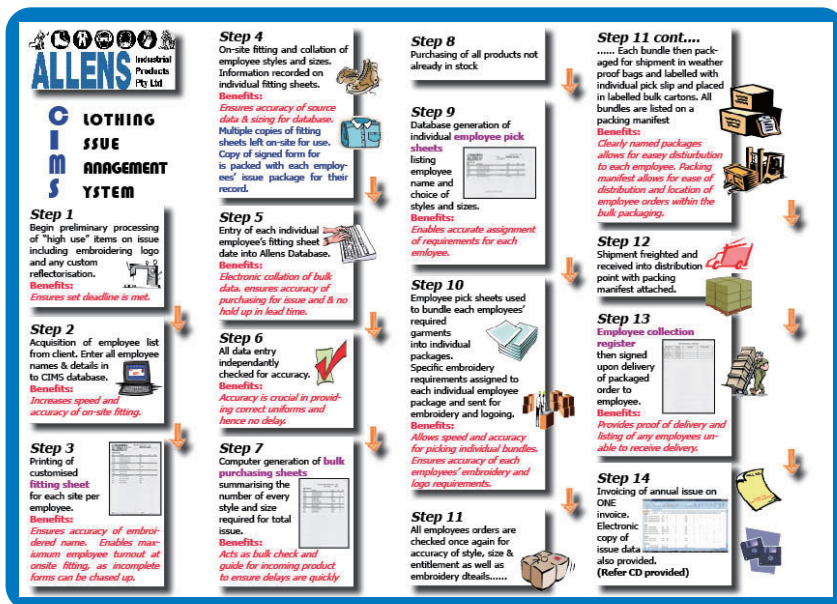 ALLENS Industrial
Products
Pty Ltd
C LOTHING
I SSUE
M ANAGEMENT
S YSTEM
Step 1
Begin preliminary processing
of "high use" items on issue
including embroidering logo
and any custom
reflectorisation.
Benefits:
Ensures set deadline is met.
Step 2
Acquisition of employee list
from client. Enter all employee
names & details in
to CIMS database.
Benefits:
Increases speed and
accuracy of on-site fitting.
Step 3
Printing of
customised
fitting sheet
for each site per
employee.
Benefits:
Ensures accuracy of embroi-
dered name. Enables max-
iumum employee turnout at
onsite fitting, as incomplete
forms can be chased up.
Step 4
On-site fitting and collation of
employee styles and sizes.
Information recorded on
individual fitting sheets.
Benefits:
Ensures accuracy of source
data & sizing for database.
Multiple copies of fitting
sheets left on-site for use.
Copy of signed form for
is packed with each employ-
ees' issue package for their
record.
Step 5
Entry of each individual
employee's fitting sheet
date into Allens Database.
Benefits:
Electronic collation of bulk
data. ensures accuracy of
purchasing for issue and & no
hold up in lead time.
Step 6
All data entry
independantly
checked for accuracy.
Benefits:
Accuracy is crucial in provid-
ing correct uniforms and
hence no delay.
Step 7
Computer generation of bulk
purchasing sheets
summarising the
number of every
style and size
required for total
issue.
Benefits:
Acts as bulk check and
guide for incoming product
to ensure delays are quickly
Step 8
Purchasing of all products not
already in stock
Step 9
Database generation of
individual employee pick
sheets
listing
employee
name and
choice of
styles and sizes.
Benefits:
Enables accurate assignment
of requirements for each
emloyee.
Step 10
Employee pick sheets used
to bundle each employees'
required
garments
into individual
packages.
Specific embroidery
requirements assigned to
each individual employee
package and sent for
embroidery and logoing.
Benefits:
Allows speed and accuracy
for picking individual bundles.
Ensures accuracy of each
employees' embroidery and
logo requirements.
Step 11
All employees orders are
checked once again for
accuracy of style, size &
entitlement as well as
embroidery dteails......
Step 11 cont....
...... Each bundle then pack-
aged for shipment in weather
proof bags and labelled with
individual pick slip and placed
in labelled bulk cartons. All
bundles are listed on a
packing manifest
Benefits:
Clearly named packages
allows for easey distiurbution
to each employee. Packing
manifest allows for ease of
distribution and location of
employee orders within the
bulk packaging.
Step 12
Shipment freighted and
received into distribution
point with packing
manifest attached.
Step 13
Employee collection
register
then signed
upon delivery
of packaged
order to
employee.
Benefits:
Provides proof of delivery and
listing of any employees un-
able to receive delivery.
Step 14
Invoicing of annual issue on
ONE
invoice.
Electronic
copy of
issue data
also provided.
(Refer CD provided)